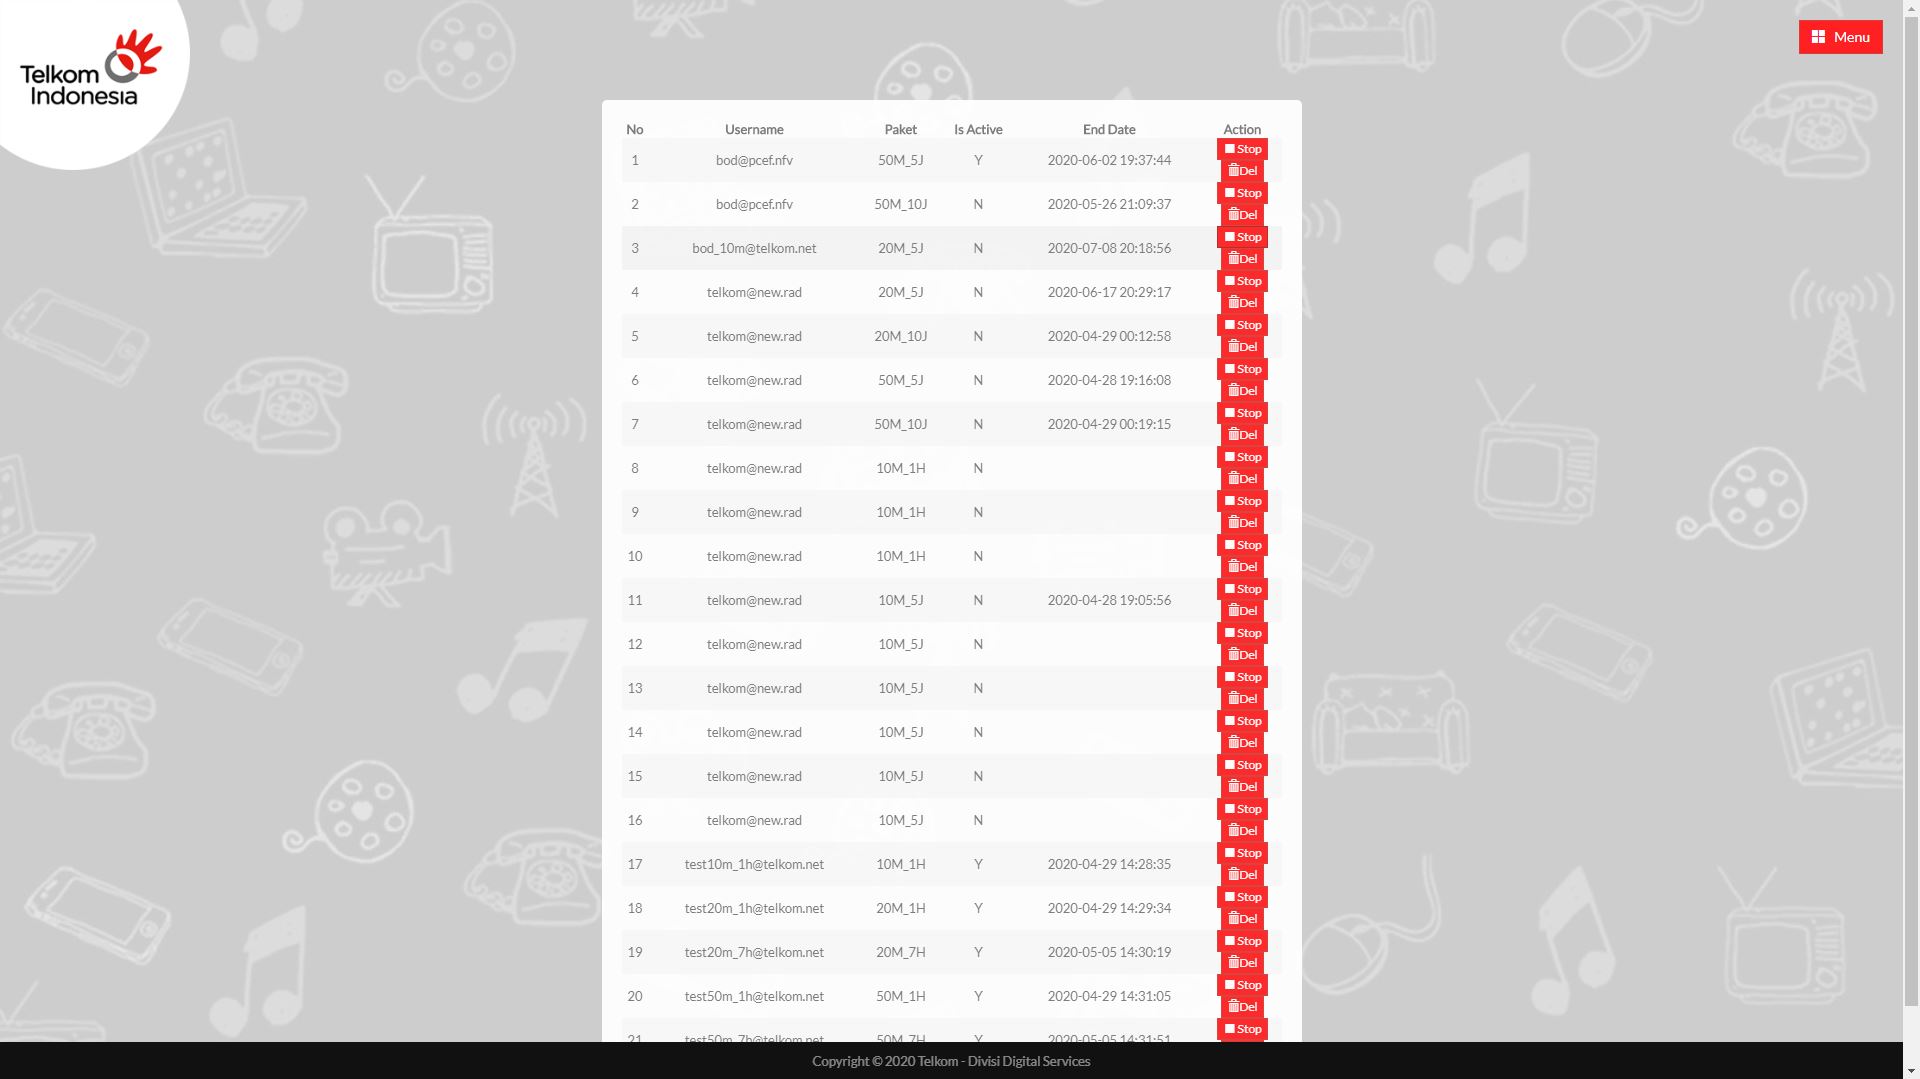 Telkom
Indonesia
Menu
No Username Paket Is Active End Date Action
1 bod@pcef.nfv 50M_5J Y 2020-06-02 19:37:44 Stop Del
2 bod@pcef.nfv 50M_10J N 2020-05-26 21:09:37 Stop Del
3 bod_10m@telkom.net 20M_5J N 2020-07-08 20:18:56 Stop Del
4 telkom@new.rad 20M_5J N 2020-06-17 20:29:17 Stop Del
5 telkom@new.rad 20M_10J N 2020-04-29 00:12:58 Stop Del
6 telkom@new.rad 50M_5J N 2020-04-28 19:16:08 Stop Del
7 telkom@new.rad 50M_10J N 2020-04-29 00:19:15 Stop Del
8 telkom@new.rad 10M_1H N Stop Del
9 telkom@new.rad 10M_1H N Stop Del
10 telkom@new.rad 10M_1H N Stop Del
11 telkom@new.rad 10M_5J N 2020-04-28 19:05:56 Stop Del
12 telkom@new.rad 10M_5J N Stop Del
13 telkom@new.rad 10M_5J N Stop Del
14 telkom@new.rad 10M_5J N Stop Del
15 telkom@new.rad 10M_5J N Stop Del
16 telkom@new.rad 10M_5J N Stop Del
17 test10m_1h@telkom.net 10M_1H Y 2020-04-29 14:28:35 Stop Del
18 test20m_1h@telkom.net 20M_1H Y 2020-04-29 14:29:34 Stop Del
19 test20m_7h@telkom.net 20M_7H Y 2020-05-05 14:30:19 Stop Del
20 test50m_1h@telkom.net 50M_1H Y 2020-04-29 14:31:05 Stop Del
21 test50m_7h@telkom.net 50M_7H Y 2020-05-05 14:31:51 Stop
Copyright © 2020 Telkom - Divisi Digital Services